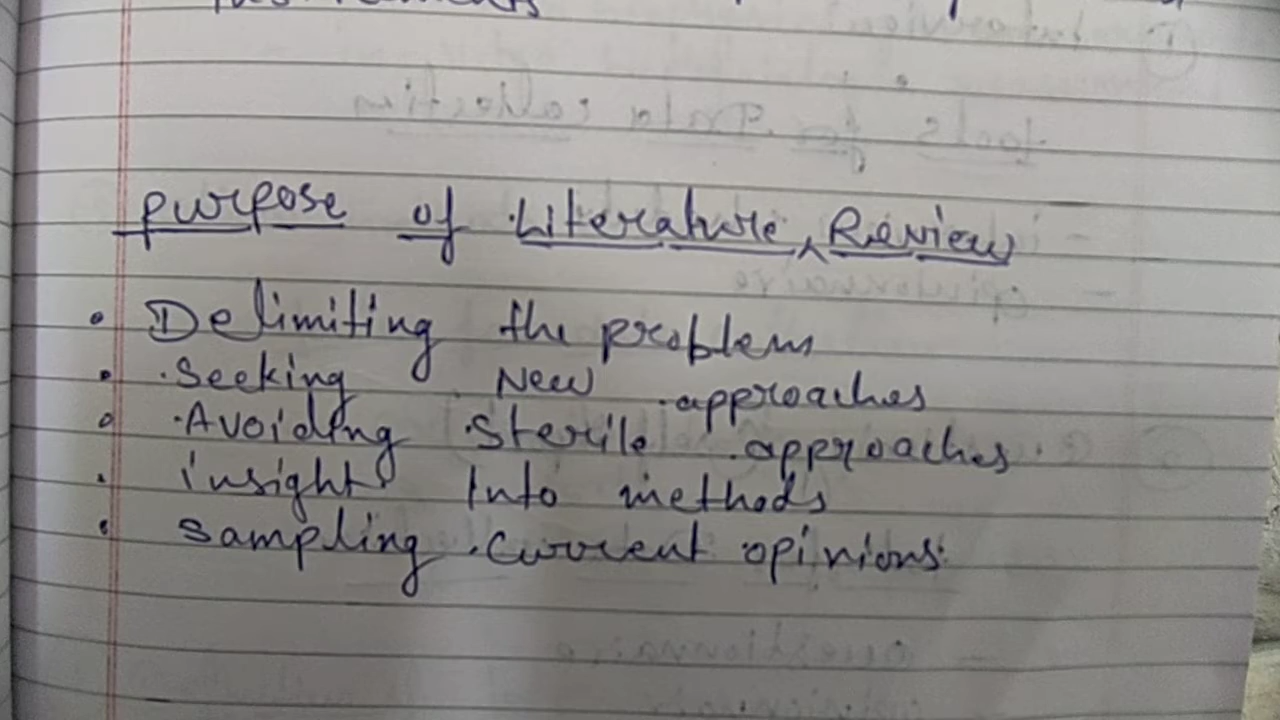 purpose of Literature Review
• Delimiting the problem
• Seeking New approaches
• Avoiding sterile approaches.
• insight Into methods
• Sampling current opinions.